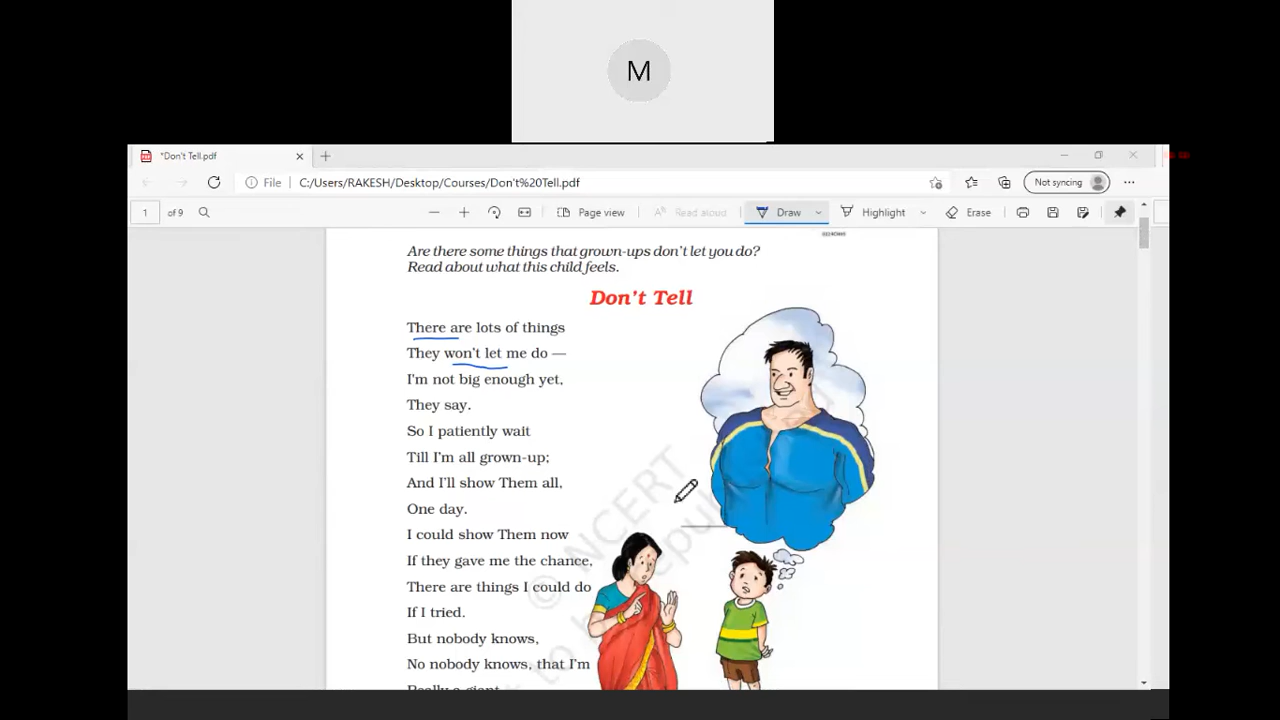 M
*Don't Tell.pdf
File C:/Users/RAKESH/Desktop/Courses/Don't%20Tell.pdf Not syncing
1 of 9 Page view Read aloud Draw Highlight Erase
Are there some things that grown-ups don't let you do?
Read about what this child feels.
Don't Tell
There are lots of things
They won't let me do —
I'm not big enough yet,
They say.
So I patiently wait
Till I'm all grown-up;
And I'll show Them all,
One day.
I could show Them now
If they gave me the chance,
There are things I could do
If I tried.
But nobody knows,
No nobody knows, that I'm
Really a giant
© NCERT